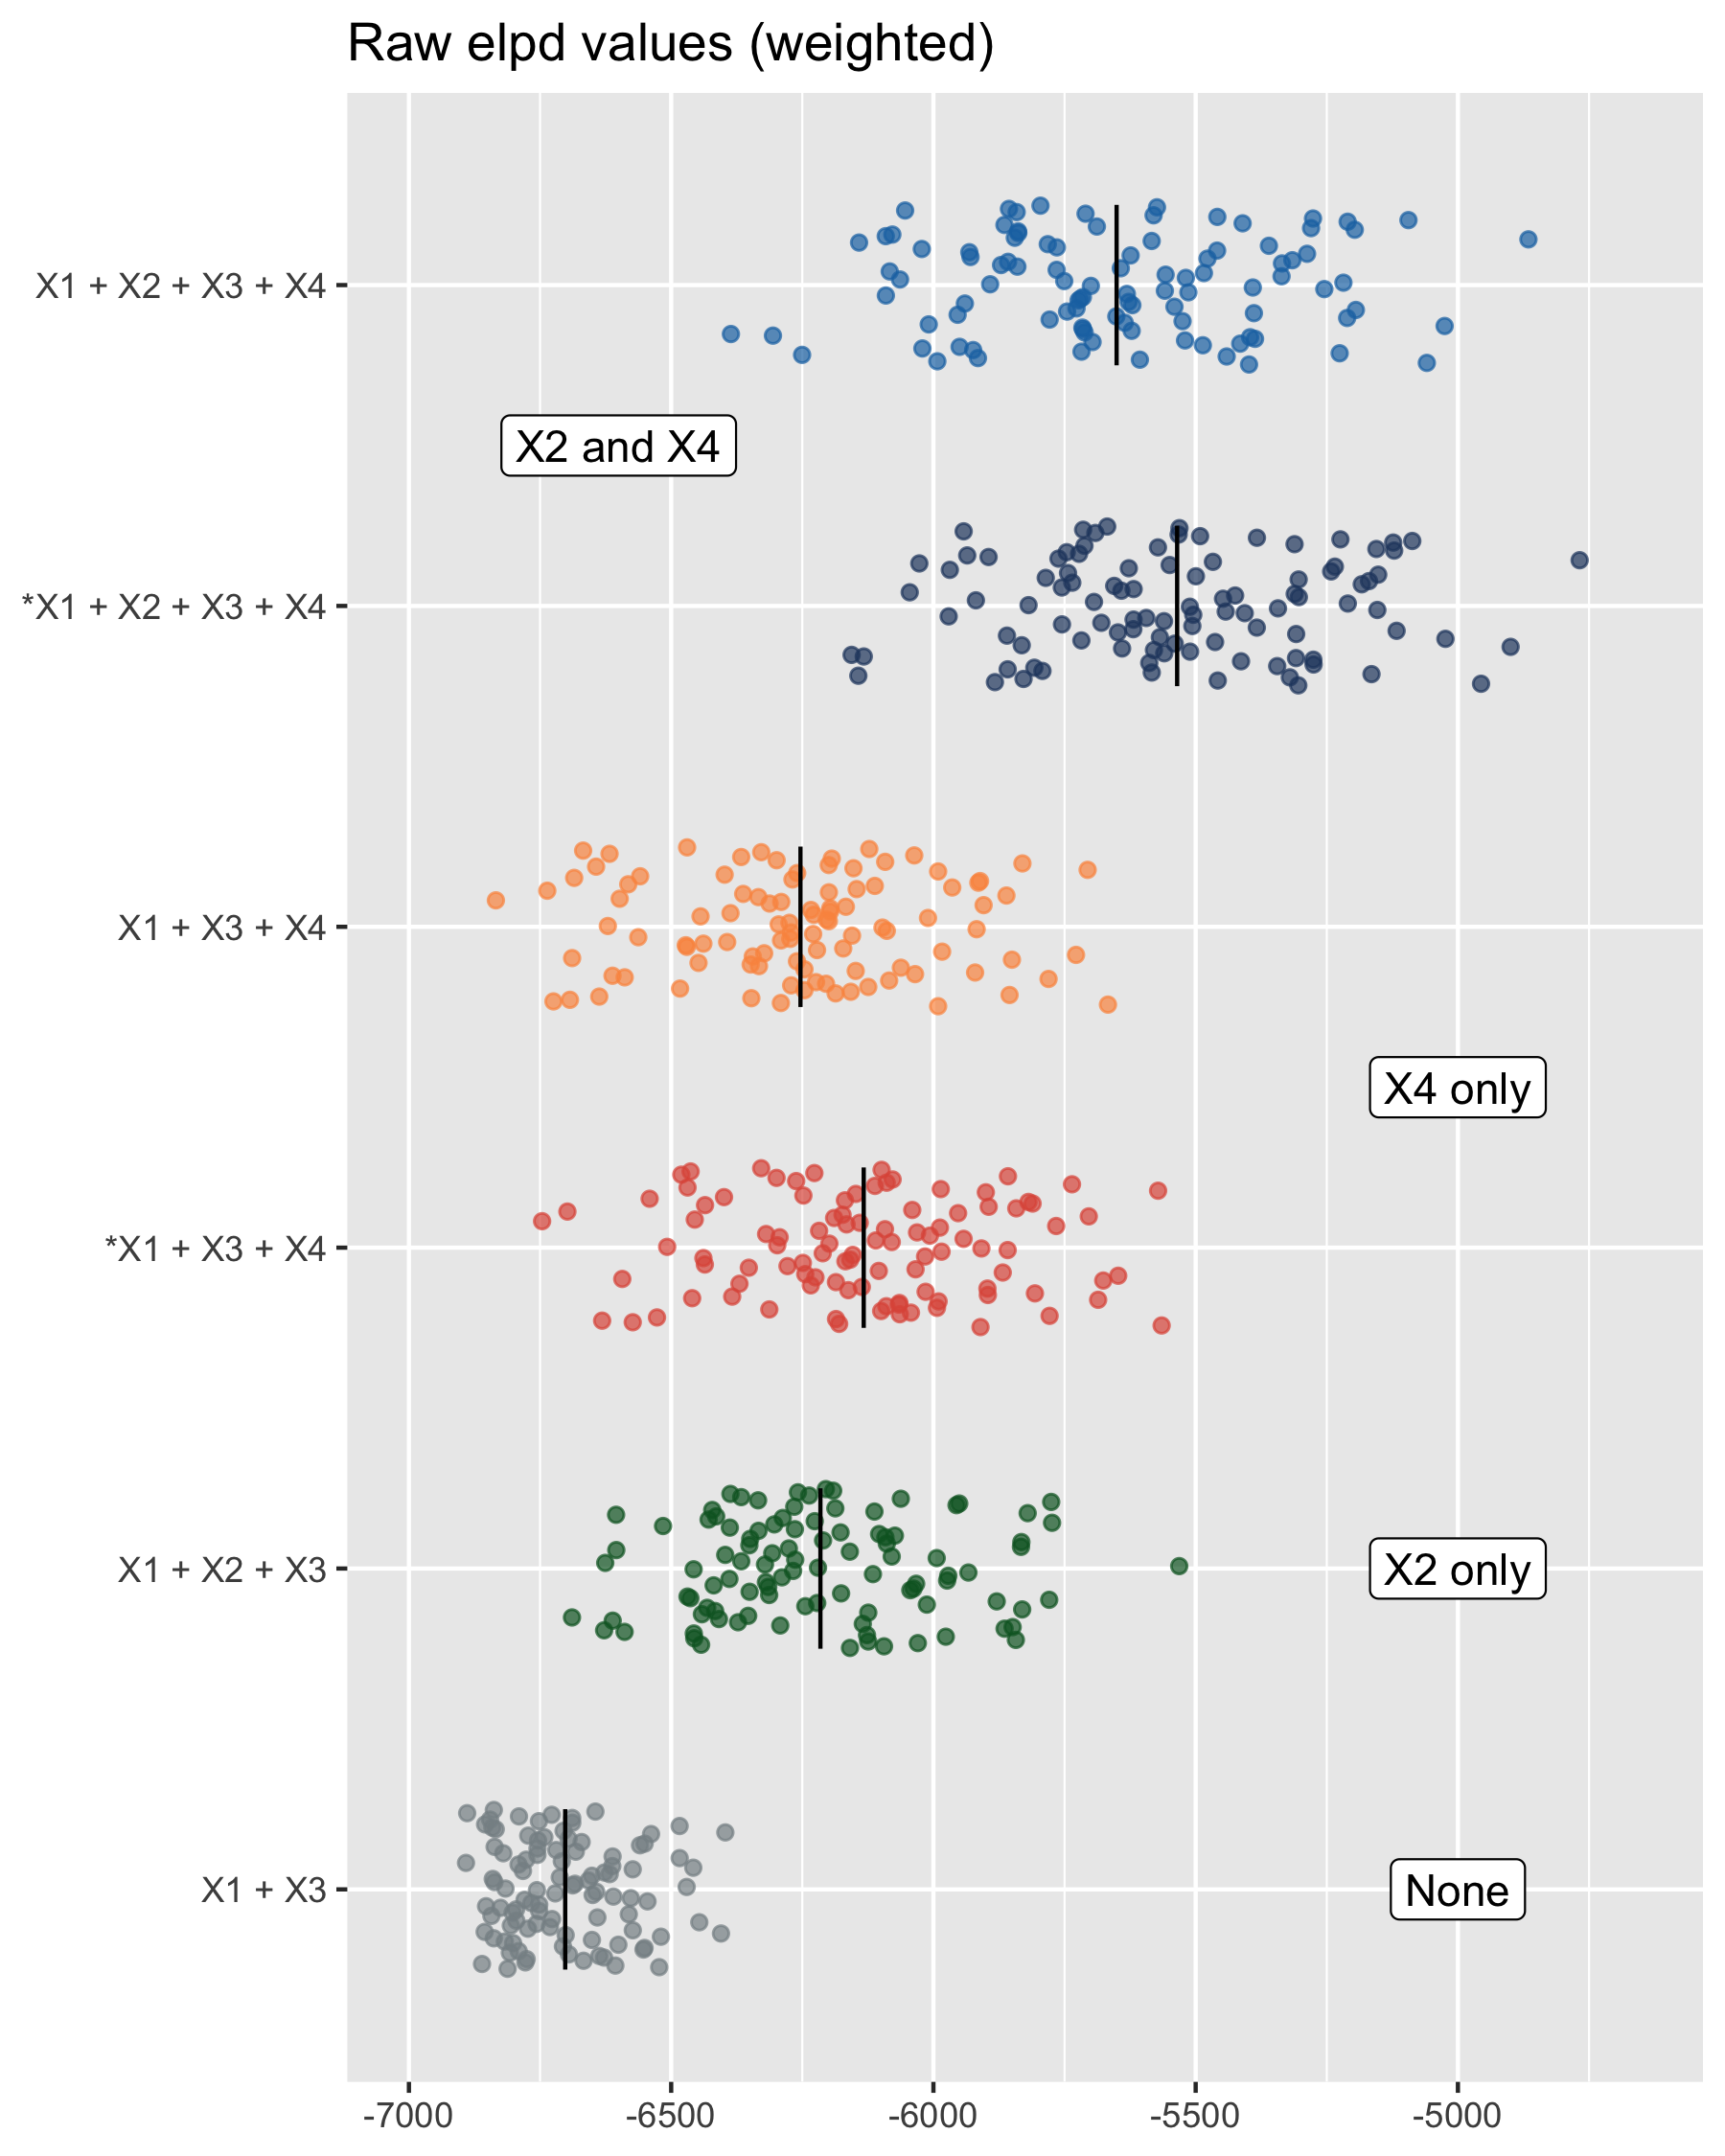 Raw elpd values (weighted)
X1 + X2 + X3 + X4
X2 and X4
*X1 + X2 + X3 + X4
X1 + X3 + X4
X4 only
*X1 + X3 + X4
X1 + X2 + X3
X2 only
X1 + X3
None
-7000 -6500 -6000 -5500 -5000